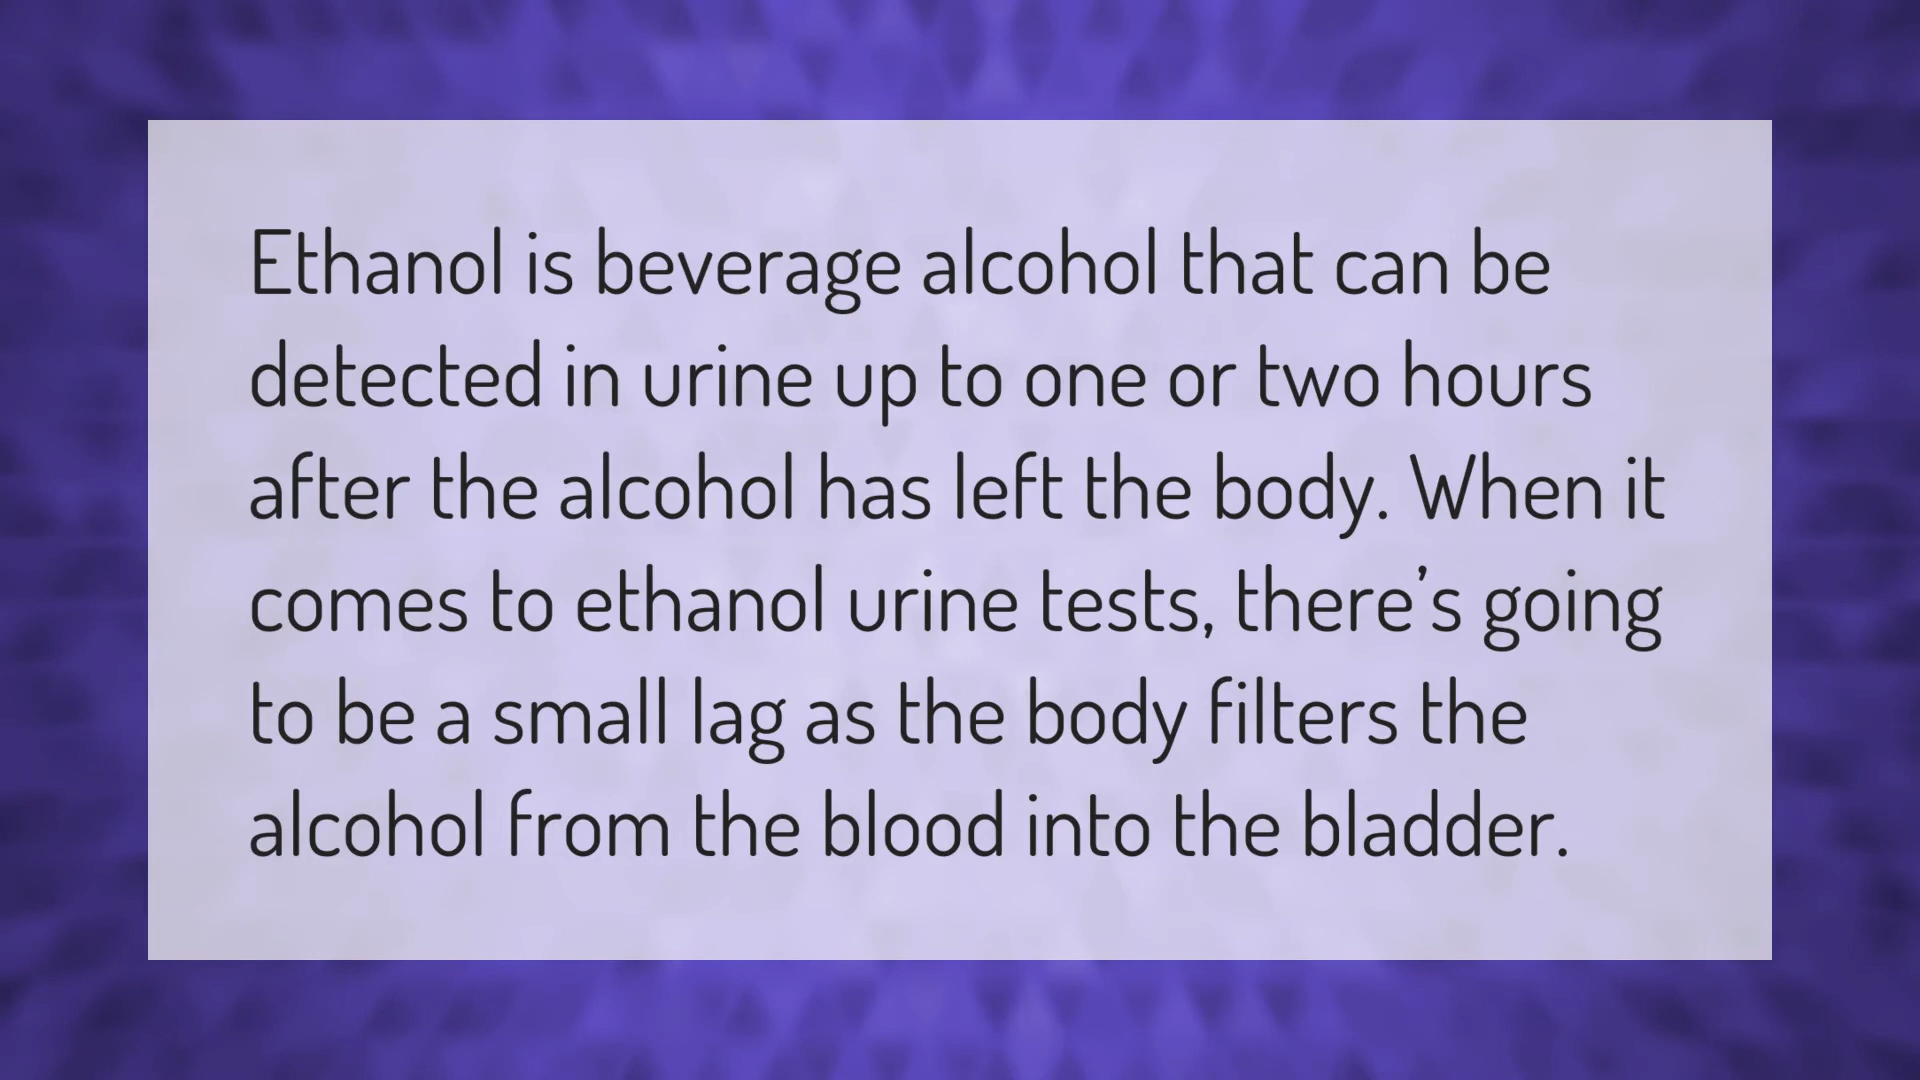 Ethanol is beverage alcohol that can be
detected in urine up to one or two hours
after the alcohol has left the body. When it
comes to ethanol urine tests, there’s going
to be a small lag as the body filters the
alcohol from the blood into the bladder.